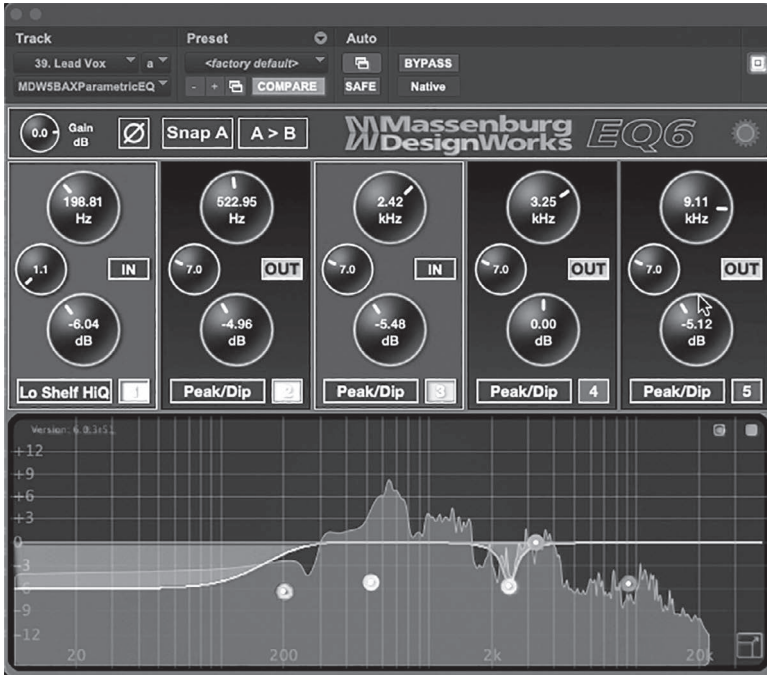 Track Preset Auto
39. Lead Vox a <factory default> BYPASS
MDW5BAXParametricEQ - + COMPARE SAFE Native
0.0 Gain dB Ø Snap A A > B Massenburg DesignWorks EQ6
198.81 Hz 522.95 Hz 2.42 kHz 3.25 kHz 9.11 kHz
1.1 IN 7.0 OUT 7.0 IN 7.0 OUT 7.0 OUT
-6.04 dB -4.96 dB -5.48 dB 0.00 dB -5.12 dB
Lo Shelf HiQ 1 Peak/Dip 2 Peak/Dip 3 Peak/Dip 4 Peak/Dip 5
Version:
+12
+9
+6
+3
0
-3
-6
-9
-12
20 200 2k 20k